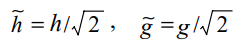 h̃ = h/√2 , g̃ = g/√2